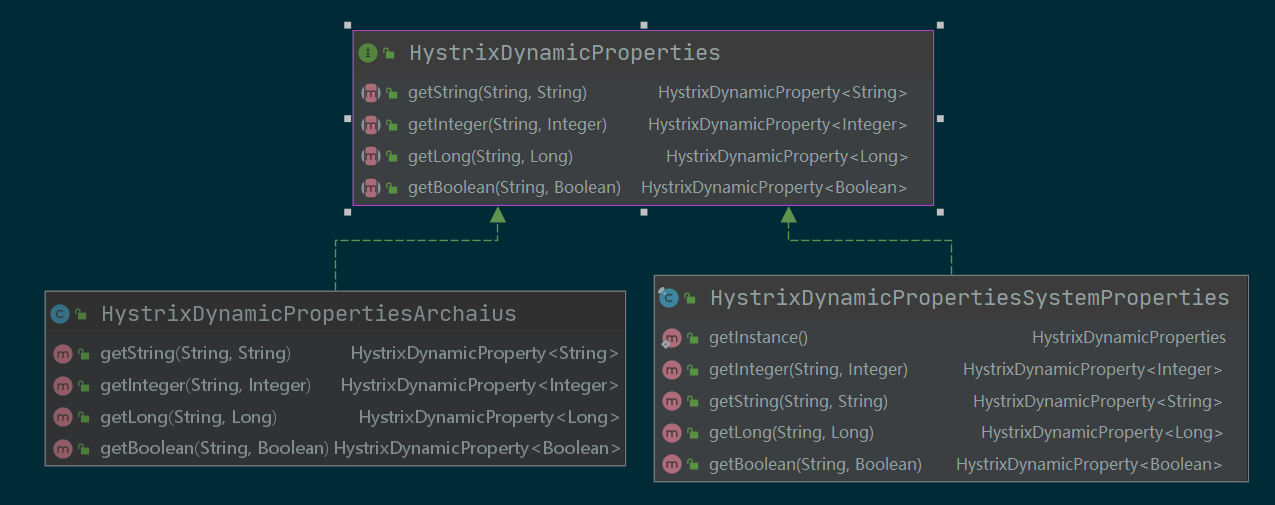 HystrixDynamicProperties
getString(String, String) HystrixDynamicProperty<String>
getInteger(String, Integer) HystrixDynamicProperty<Integer>
getLong(String, Long) HystrixDynamicProperty<Long>
getBoolean(String, Boolean) HystrixDynamicProperty<Boolean>
HystrixDynamicPropertiesArchaius
getString(String, String) HystrixDynamicProperty<String>
getInteger(String, Integer) HystrixDynamicProperty<Integer>
getLong(String, Long) HystrixDynamicProperty<Long>
getBoolean(String, Boolean) HystrixDynamicProperty<Boolean>
HystrixDynamicPropertiesSystemProperties
getInstance() HystrixDynamicProperties
getInteger(String, Integer) HystrixDynamicProperty<Integer>
getString(String, String) HystrixDynamicProperty<String>
getLong(String, Long) HystrixDynamicProperty<Long>
getBoolean(String, Boolean) HystrixDynamicProperty<Boolean>